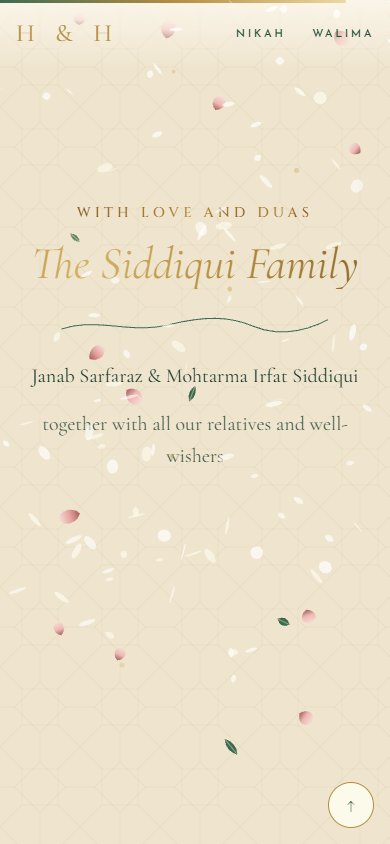 H & H
NIKAH
WALIMA
WITH LOVE AND DUAS
The Siddiqui Family
Janab Sarfaraz & Mohtarma Irfat Siddiqui
together with all our relatives and well-
wishers
↑